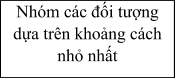 Nhóm các đối tượng
dựa trên khoảng cách
nhỏ nhất